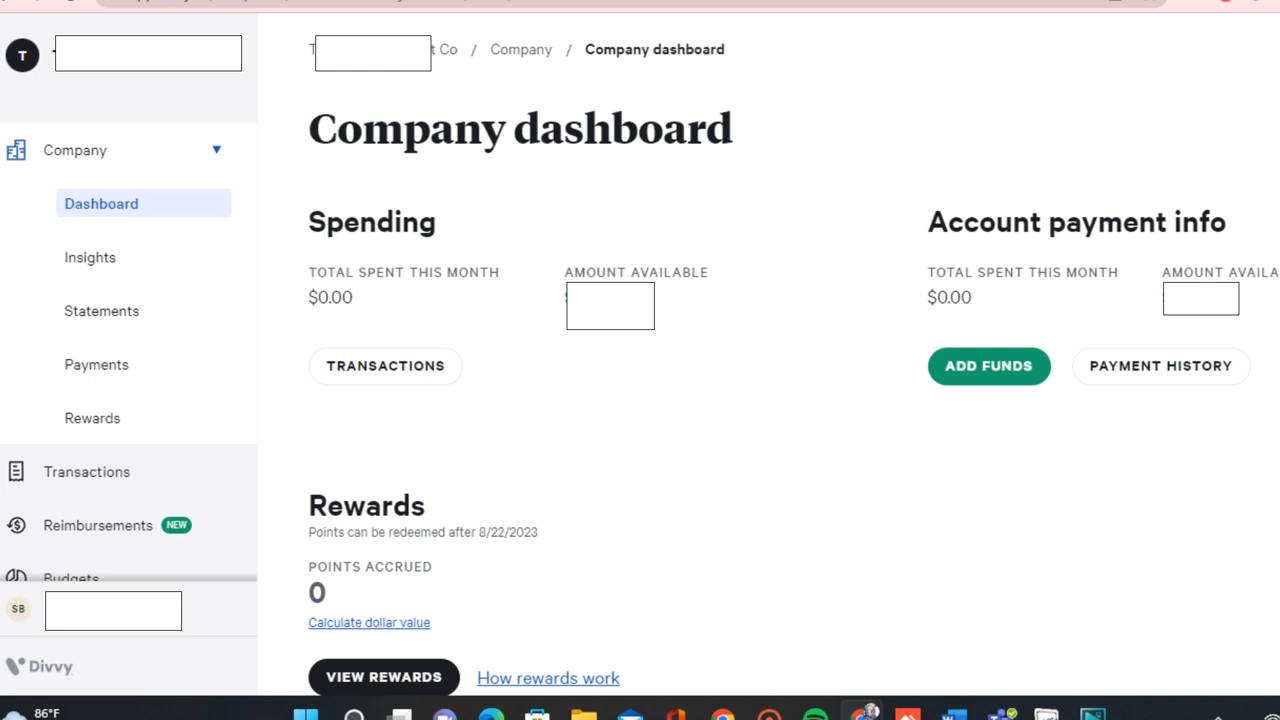 T
T t Co / Company / Company dashboard
Company dashboard
Company
Dashboard
Insights
Statements
Payments
Rewards
Transactions
Reimbursements NEW
Budgets
SB
Divvy
Spending
TOTAL SPENT THIS MONTH
$0.00
AMOUNT AVAILABLE
TRANSACTIONS
Account payment info
TOTAL SPENT THIS MONTH
$0.00
AMOUNT AVAILA
ADD FUNDS
PAYMENT HISTORY
Rewards
Points can be redeemed after 8/22/2023
POINTS ACCRUED
0
Calculate dollar value
VIEW REWARDS
How rewards work
86°F